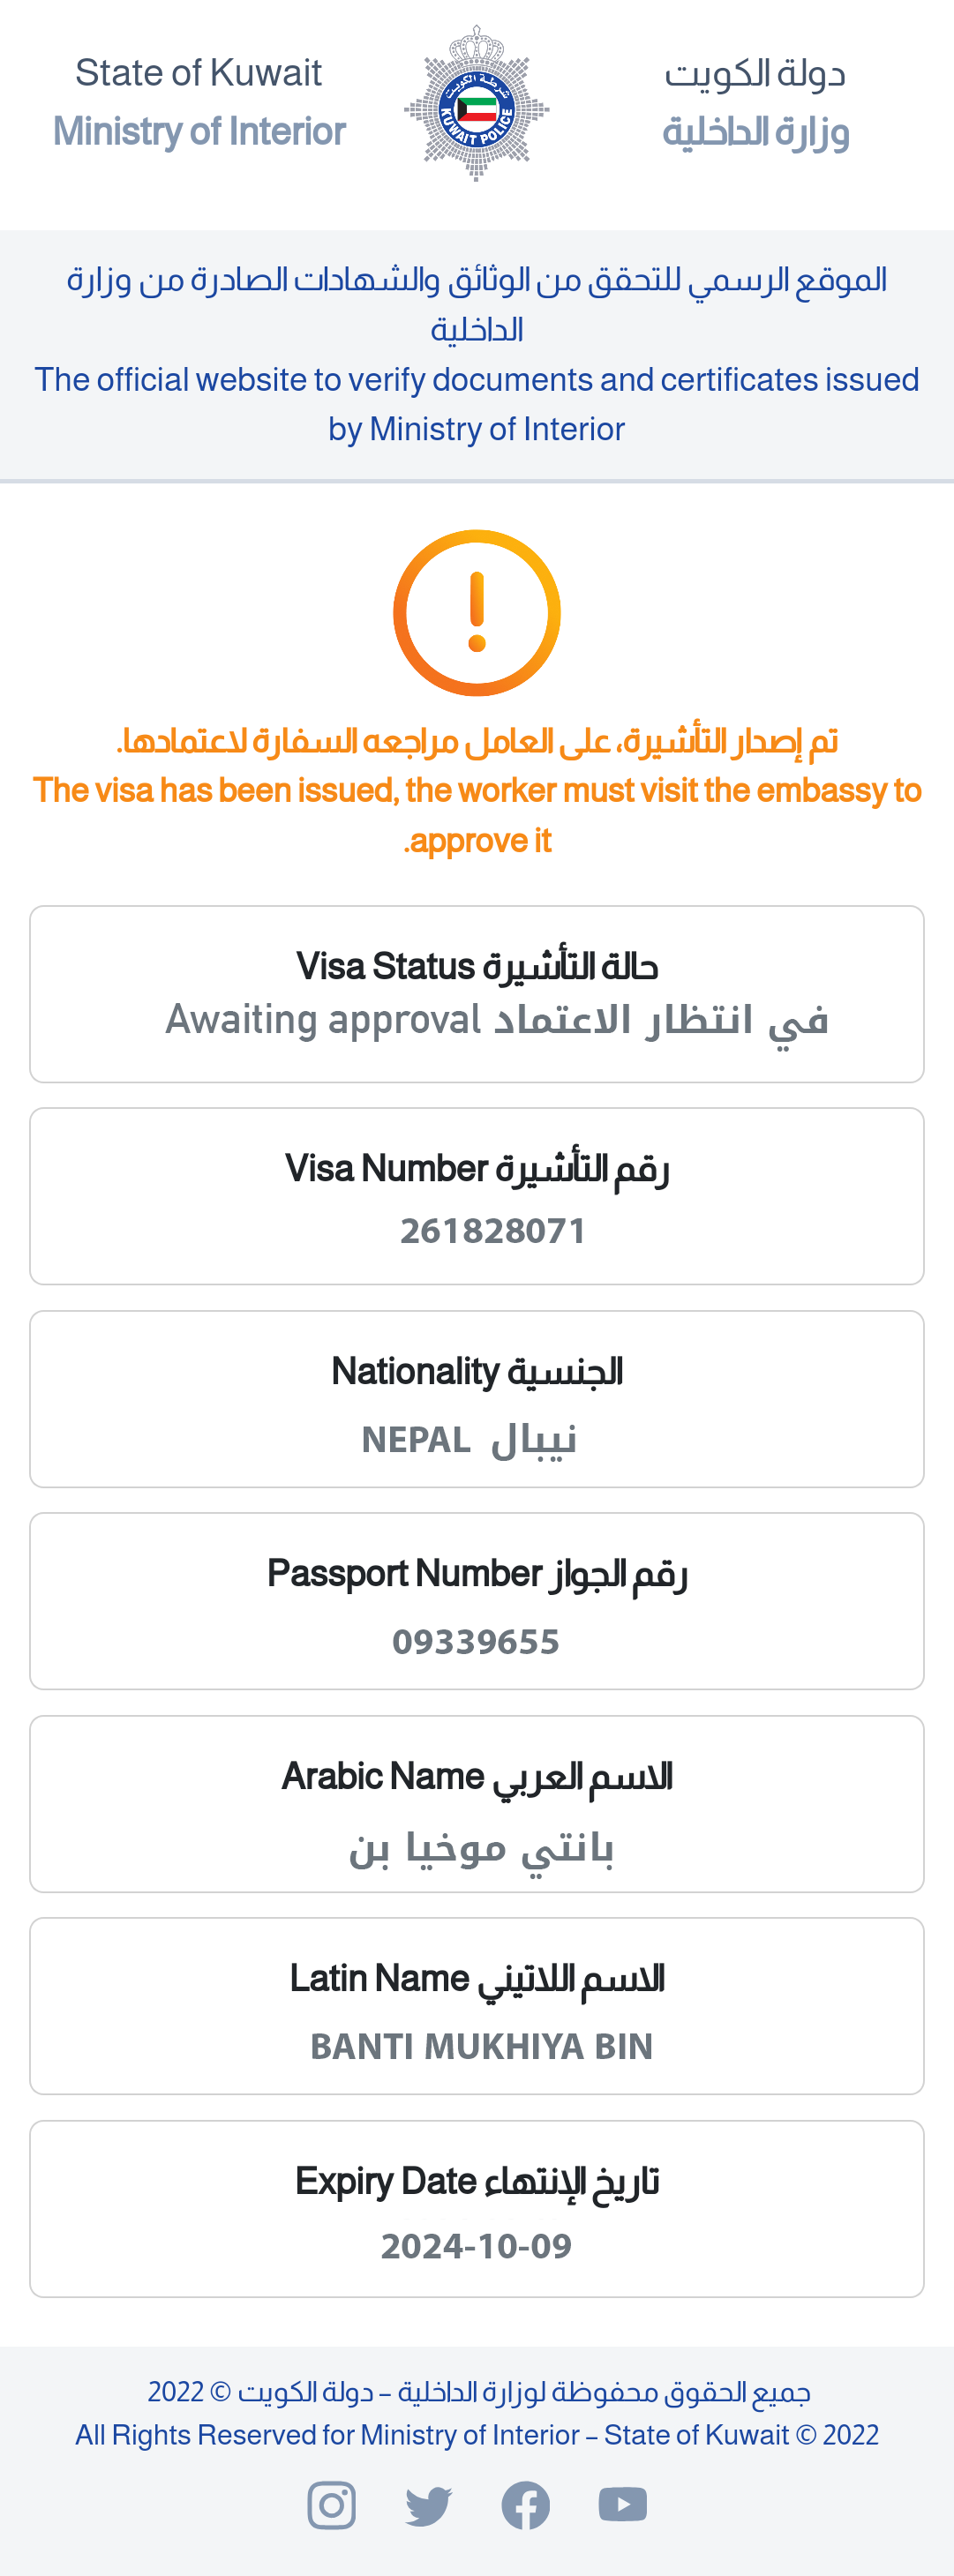 State of Kuwait
Ministry of Interior
دولة الكويت
وزارة الداخلية
شرطة الكويت
KUWAIT POLICE
الموقع الرسمي للتحقق من الوثائق والشهادات الصادرة من وزارة
الداخلية
The official website to verify documents and certificates issued
by Ministry of Interior
تم إصدار التأشيرة، على العامل مراجعه السفارة لاعتمادها.
The visa has been issued, the worker must visit the embassy to
.approve it
حالة التأشيرة Visa Status
في انتظار الاعتماد Awaiting approval
رقم التأشيرة Visa Number
261828071
الجنسية Nationality
نيبال NEPAL
رقم الجواز Passport Number
09339655
الاسم العربي Arabic Name
بانتي موخيا بن
الاسم اللاتيني Latin Name
BANTI MUKHIYA BIN
تاريخ الإنتهاء Expiry Date
2024-10-09
جميع الحقوق محفوظة لوزارة الداخلية – دولة الكويت © 2022
All Rights Reserved for Ministry of Interior – State of Kuwait © 2022